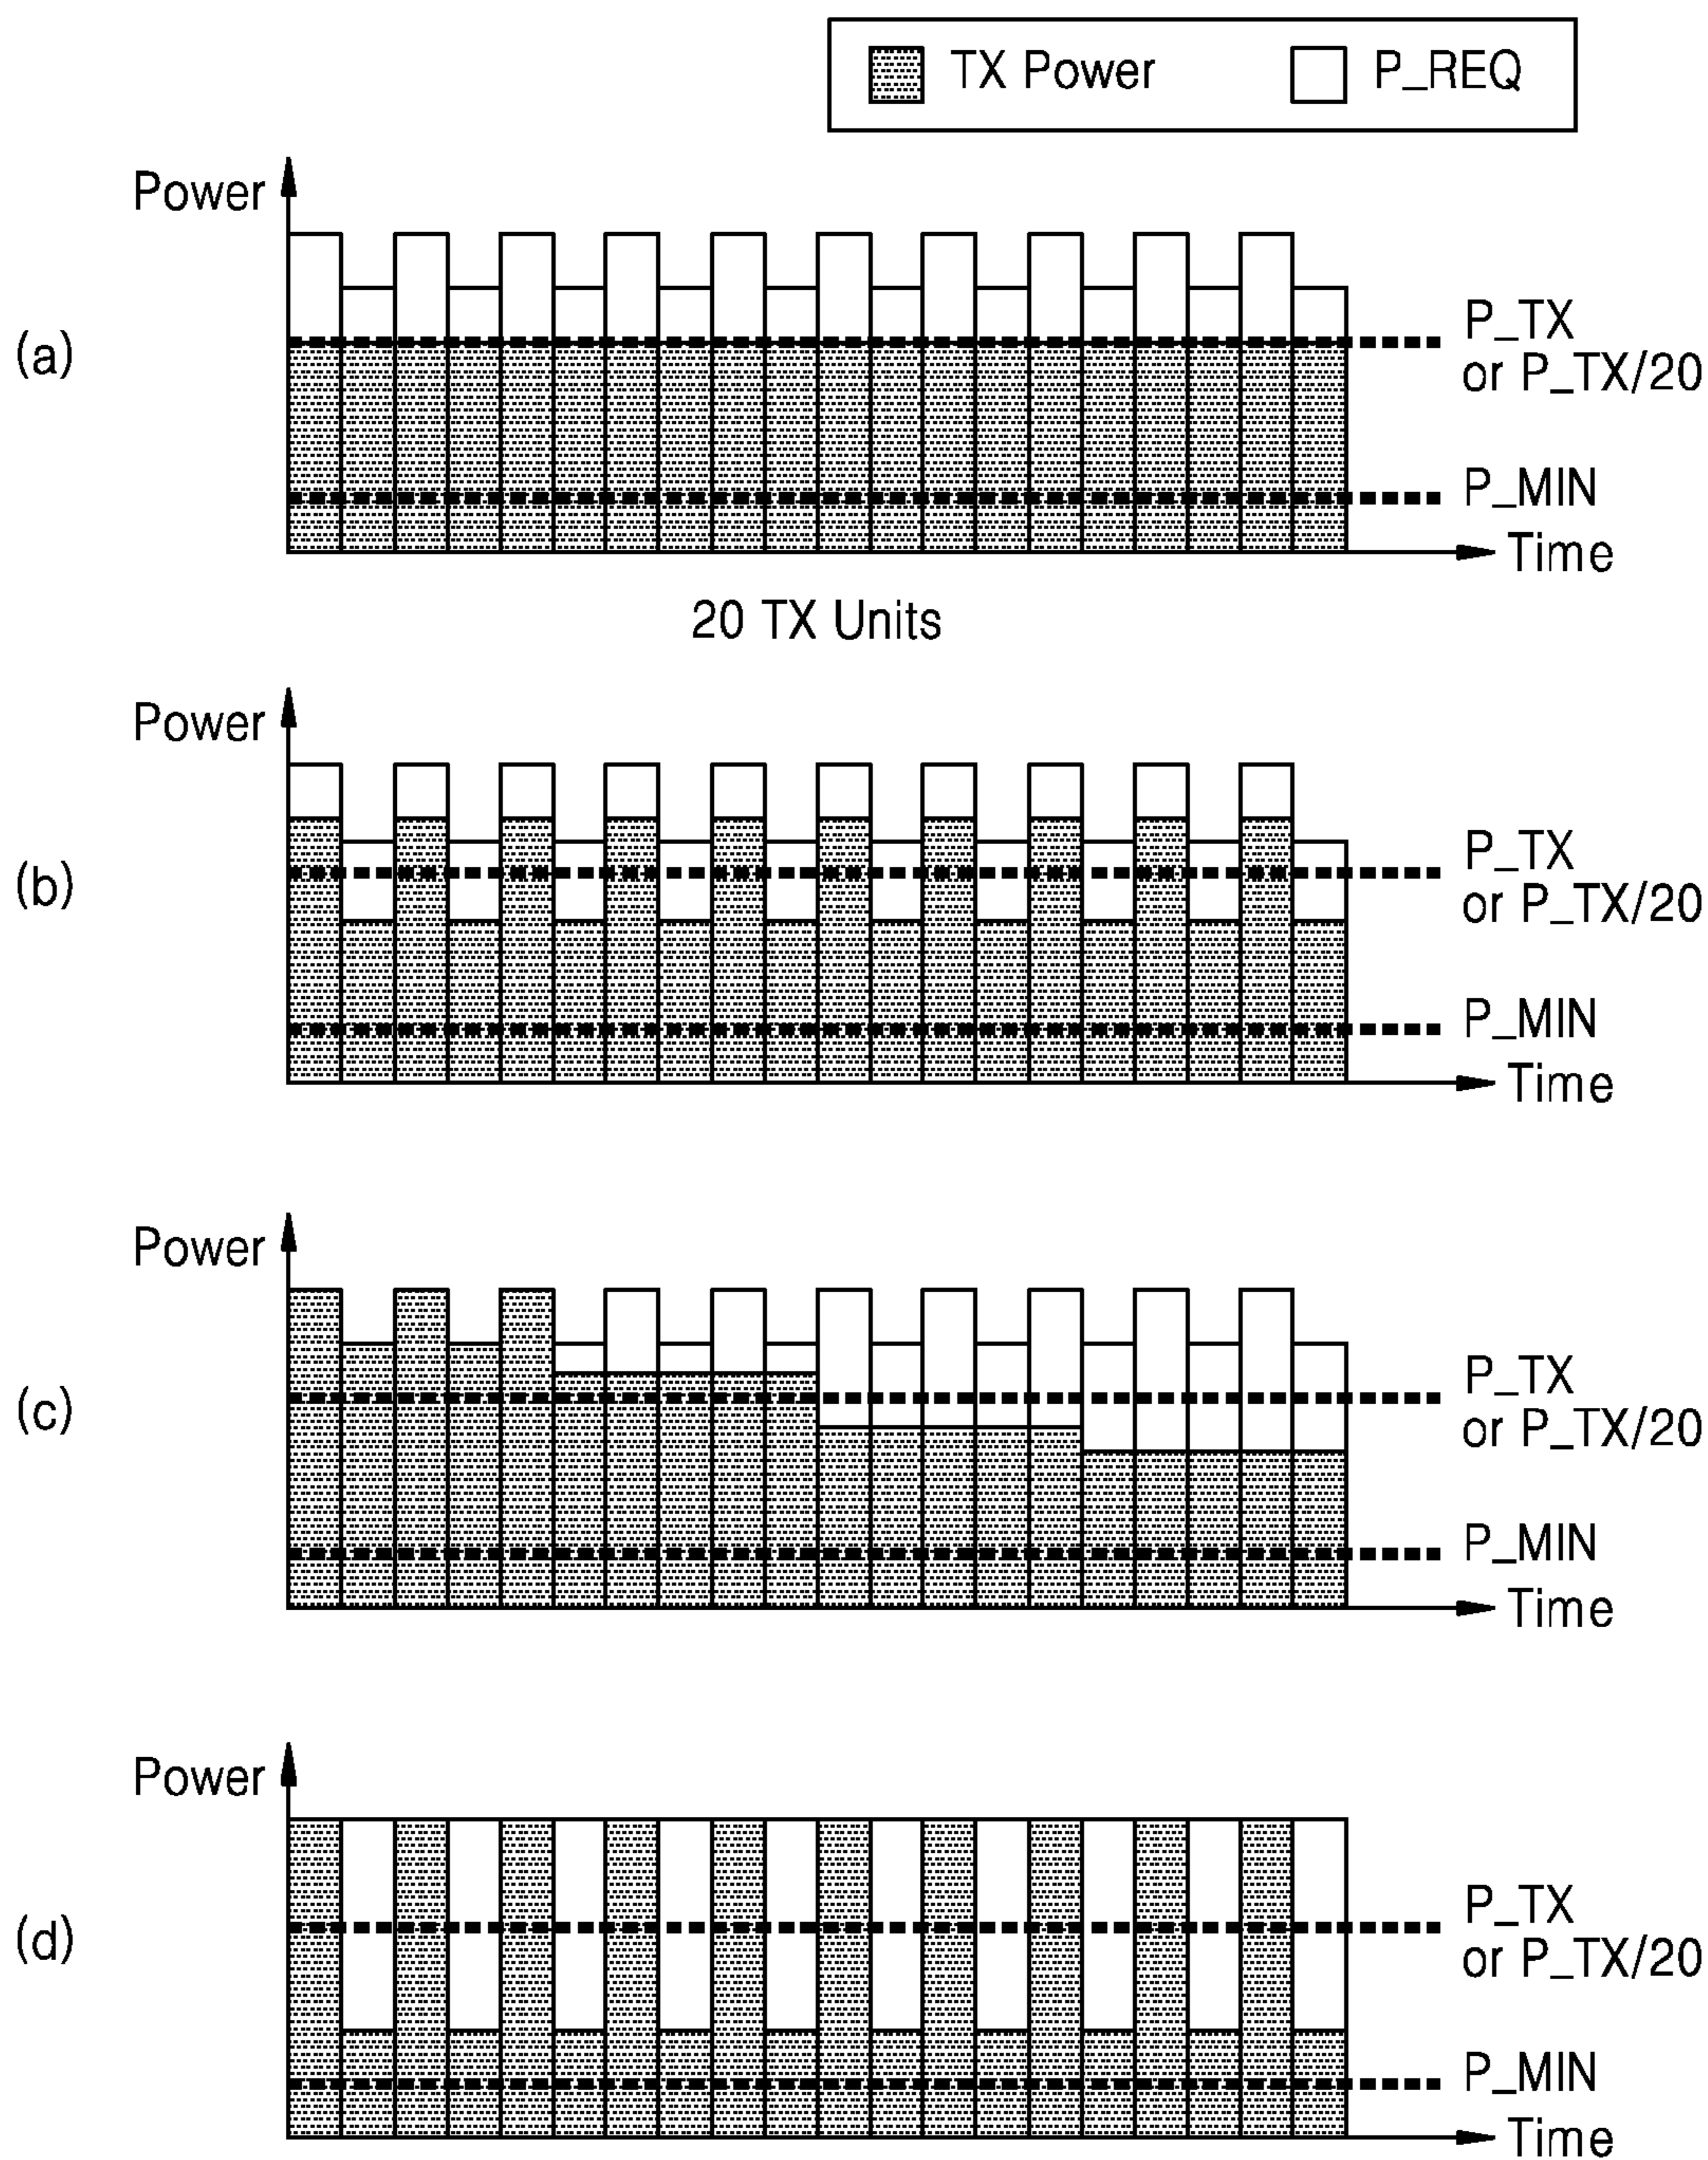 TX Power
P_REQ
Power
(a)
P_TX
or P_TX/20
P_MIN
Time
20 TX Units
Power
(b)
P_TX
or P_TX/20
P_MIN
Time
Power
(c)
P_TX
or P_TX/20
P_MIN
Time
Power
(d)
P_TX
or P_TX/20
P_MIN
Time